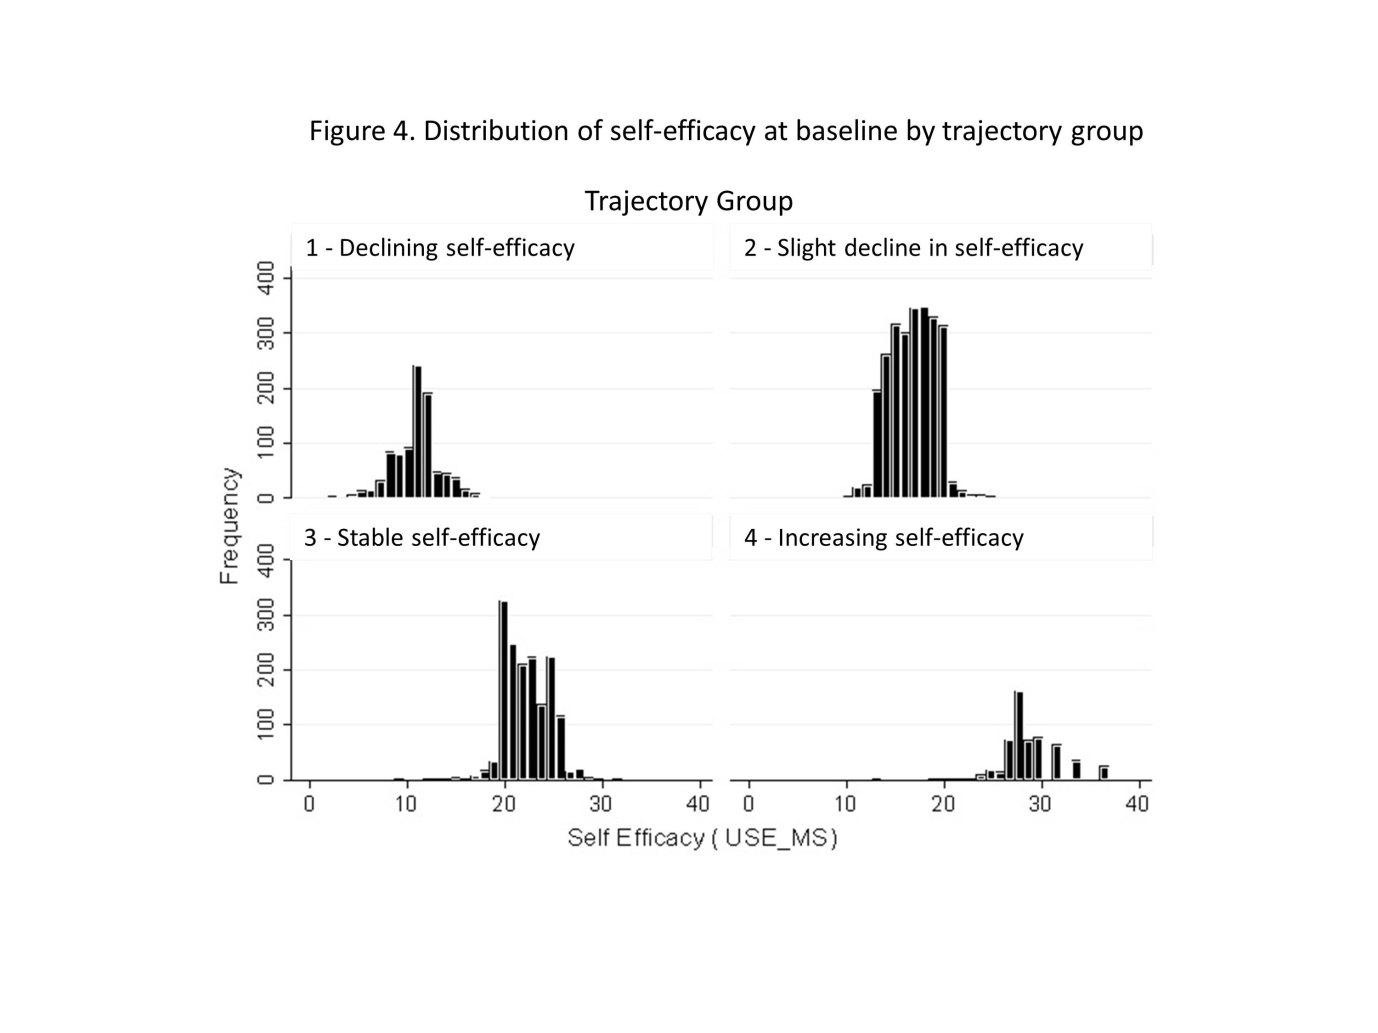 Figure 4. Distribution of self-efficacy at baseline by trajectory group
Trajectory Group
1 - Declining self-efficacy
2 - Slight decline in self-efficacy
400
300
200
100
0
Frequency
3 - Stable self-efficacy
4 - Increasing self-efficacy
400
300
200
100
0
0 10 20 30 40 0 10 20 30 40
Self Efficacy ( USE_MS)